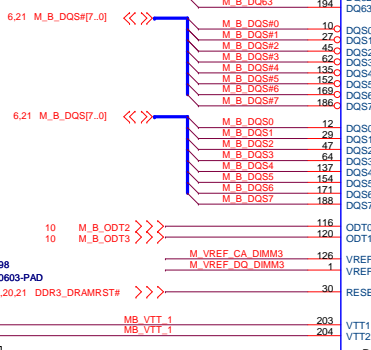 M_B_DQ63 194 DQ63
6,21 M_B_DQS#[7..0]
M_B_DQS#0 10 DQS0
M_B_DQS#1 27 DQS1
M_B_DQS#2 45 DQS2
M_B_DQS#3 62 DQS3
M_B_DQS#4 135 DQS4
M_B_DQS#5 152 DQS5
M_B_DQS#6 169 DQS6
M_B_DQS#7 186 DQS7
6,21 M_B_DQS[7..0]
M_B_DQS0 12 DQS0
M_B_DQS1 29 DQS1
M_B_DQS2 47 DQS2
M_B_DQS3 64 DQS3
M_B_DQS4 137 DQS4
M_B_DQS5 154 DQS5
M_B_DQS6 171 DQS6
M_B_DQS7 188 DQS7
10 M_B_ODT2 116 ODT0
10 M_B_ODT3 120 ODT1
M_VREF_CA_DIMM3 126 VREF
98
M_VREF_DQ_DIMM3 1 VREF
0603-PAD
,20,21 DDR3_DRAMRST# 30 RESE
MB_VTT_1 203 VTT1
MB_VTT_1 204 VTT2